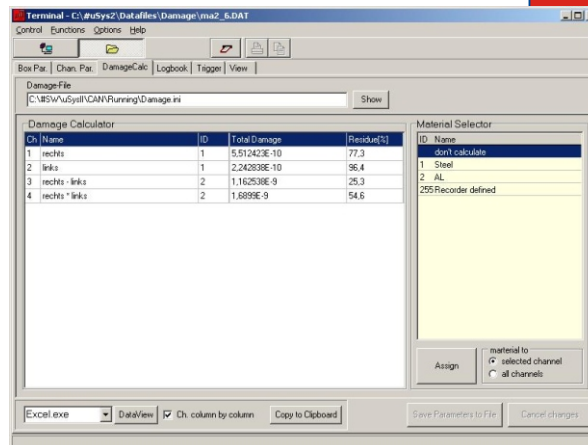 Terminal - C:\#uSys2\Datafiles\Damage\ma2_6.DAT
Control Functions Options Help
Box Par. Chan. Par. DamageCalc Logbook Trigger View
Damage-File
C:\#SW\uSysII\CAN\Running\Damage.ini Show
Damage Calculator
Ch Name ID Total Damage Residue[%]
1 rechts 1 5,512423E-10 77,3
2 links 1 2,242838E-10 96,4
3 rechts - links 2 1,162538E-9 25,3
4 rechts * links 2 1,6899E-9 54,6
Material Selector
ID Name
don't calculate
1 Steel
2 AL
255 Recorder defined
Assign
marterial to
selected channel
all channels
Excel.exe DataView Ch. column by column Copy to Clipboard Save Parameters to File Cancel changes